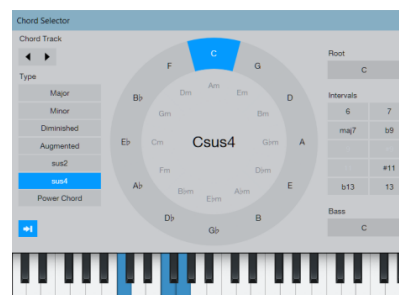 Chord Selector
Chord Track
Type
Major
Minor
Diminished
Augmented
sus2
sus4
Power Chord
C
G
D
A
E
B
G♭
D♭
A♭
E♭
B♭
F
Am
Em
Bm
G♭m
D♭m
A♭m
E♭m
B♭m
Fm
Cm
Gm
Dm
Csus4
Root
C
Intervals
6 7
maj7 b9
#11
b13 13
Bass
C